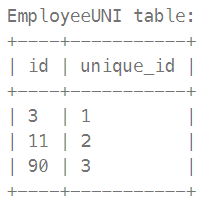 EmployeeUNI table:
+----+-----------+
| id | unique_id |
+----+-----------+
| 3  | 1         |
| 11 | 2         |
| 90 | 3         |
+----+-----------+